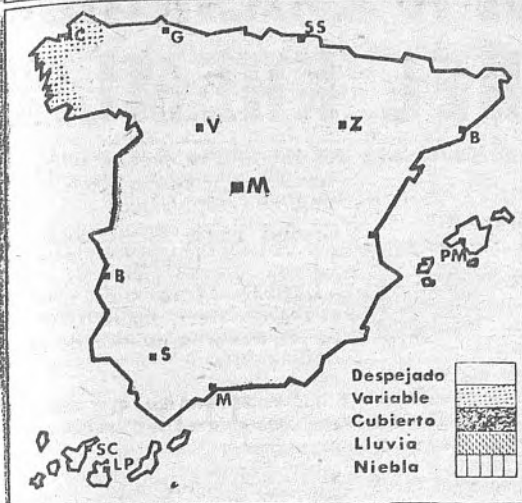 C
G
SS
V
Z
B
M
PM
B
S
M
SC
LP
Despejado
Variable
Cubierto
Lluvia
Niebla